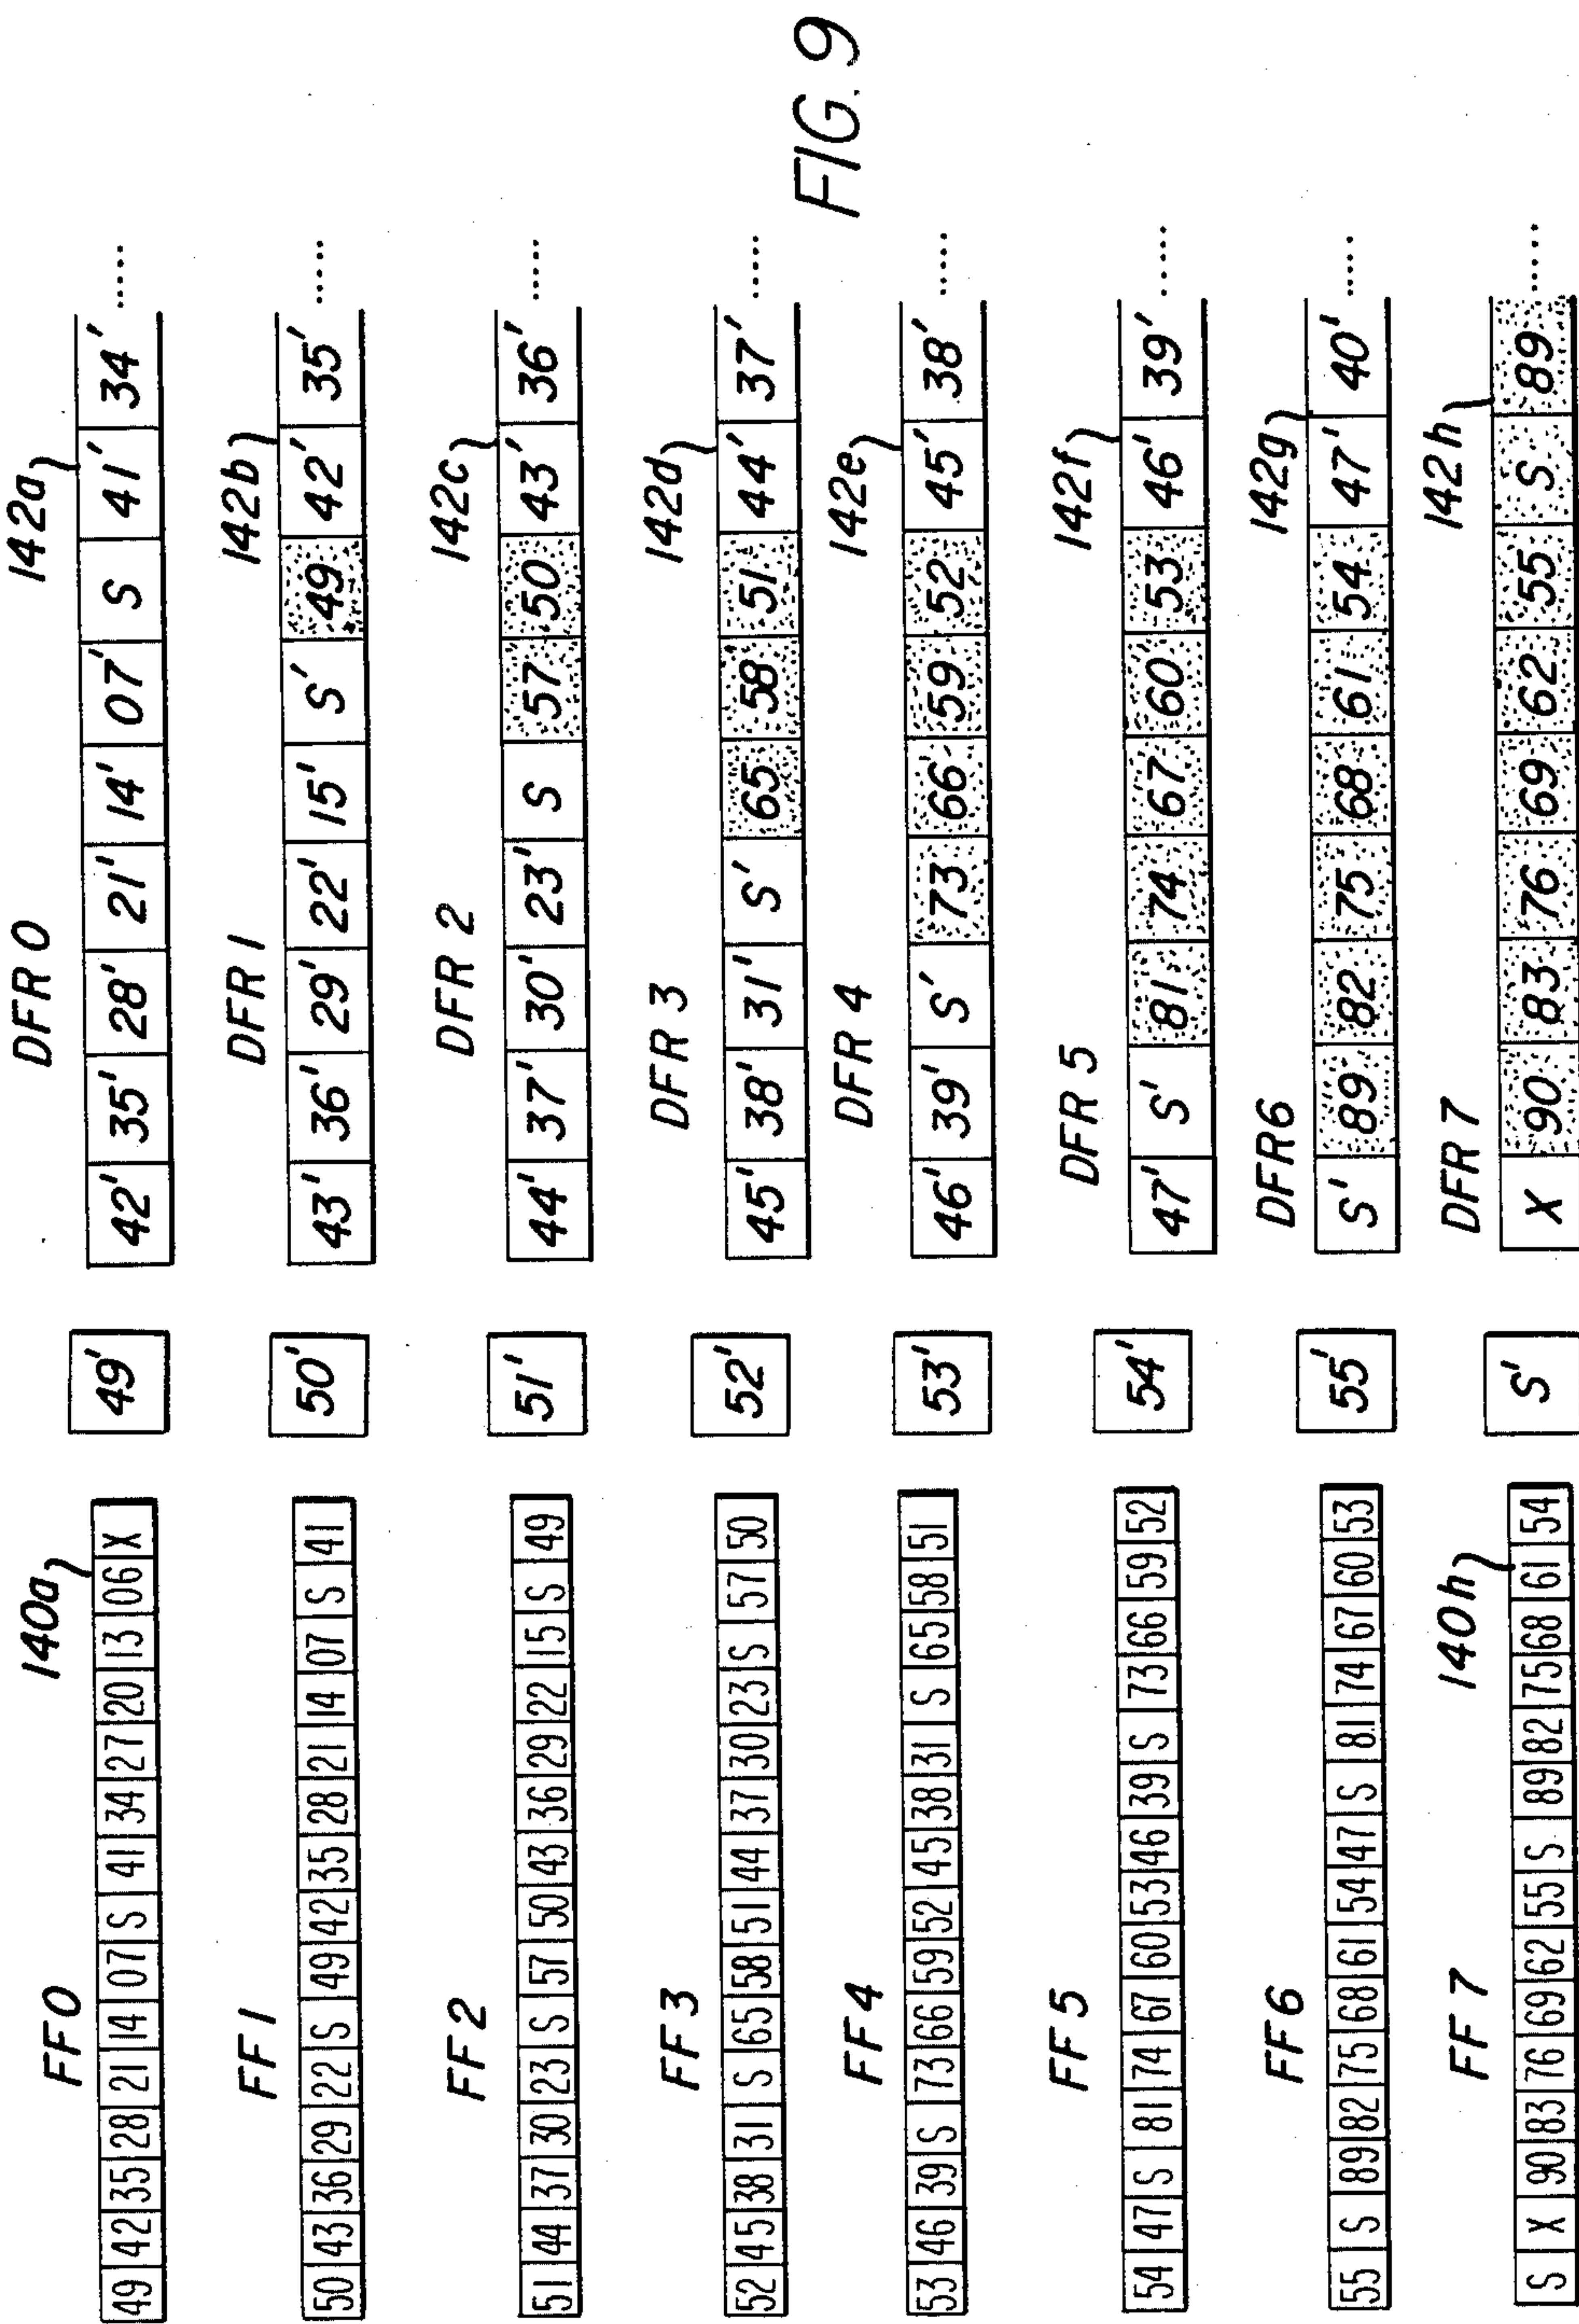 FF0 140a DFR 0 142a
49 42 35 28 21 14 07 S 41 34 27 20 13 06 X 49' 42' 35' 28' 21' 14' 07' S 41' 34' .....
FF 1 DFR 1 142b
50 43 36 29 22 S 49 42 35 28 21 14 07 S 41 50' 43' 36' 29' 22' 15' S' 49 42' 35' .....
FF2 DFR 2 142c
51 44 37 30 23 S 57 50 43 36 29 22 15 S 49 51' 44' 37' 30' 23' S 57 50 43' 36' .....
FF3 DFR 3 142d
52 45 38 31 S 65 58 51 44 37 30 23 S 57 50 52' 45' 38' 31' S' 65 58 51 44' 37' .....
FIG. 9
FF4 DFR 4 142e
53 46 39 S 73 66 59 52 45 38 31 S 65 58 51 53' 46' 39' S' 73 66 59 52 45' 38' .....
FF 5 DFR 5 142f
54 47 S 81 74 67 60 53 46 39 S 73 66 59 52 54' 47' S' 81 74 67 60 53 46' 39' .....
FF6 DFR6 142g
55 S 89 82 75 68 61 54 47 S 81 74 67 60 53 55' S' 89 82 75 68 61 54 47' 40' .....
FF 7 140h DFR 7 142h
S X 90 83 76 69 62 55 S 89 82 75 68 61 54 S' X 90 83 76 69 62 55 S 89 .....